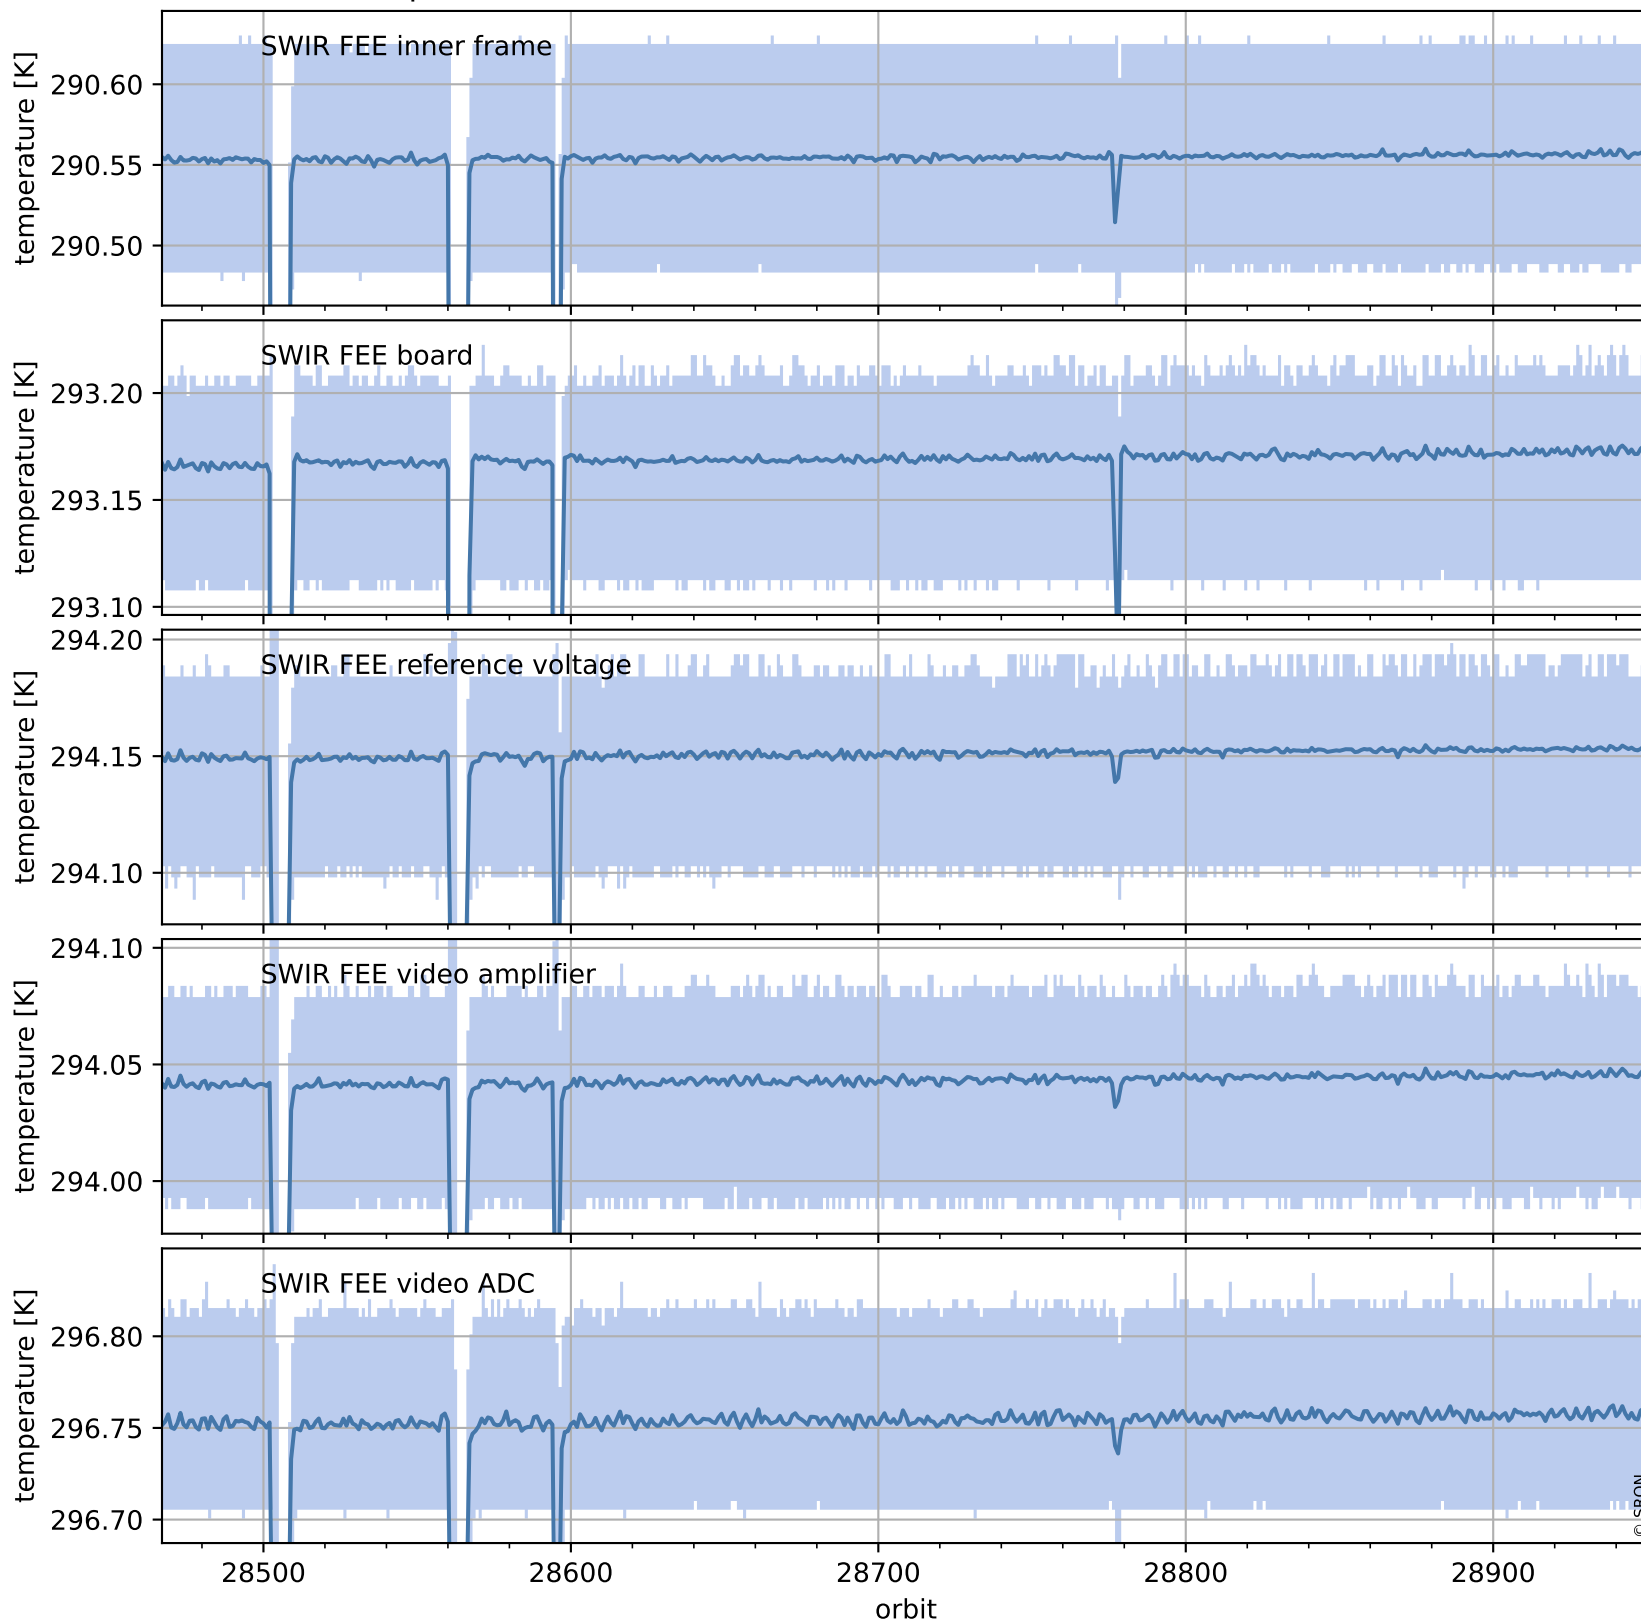 SWIR FEE inner frame
temperature [K]
290.60
290.55
290.50
SWIR FEE board
temperature [K]
293.20
293.15
293.10
SWIR FEE reference voltage
temperature [K]
294.20
294.15
294.10
SWIR FEE video amplifier
temperature [K]
294.10
294.05
294.00
SWIR FEE video ADC
temperature [K]
296.80
296.75
296.70
© SRON
28500 28600 28700 28800 28900
orbit